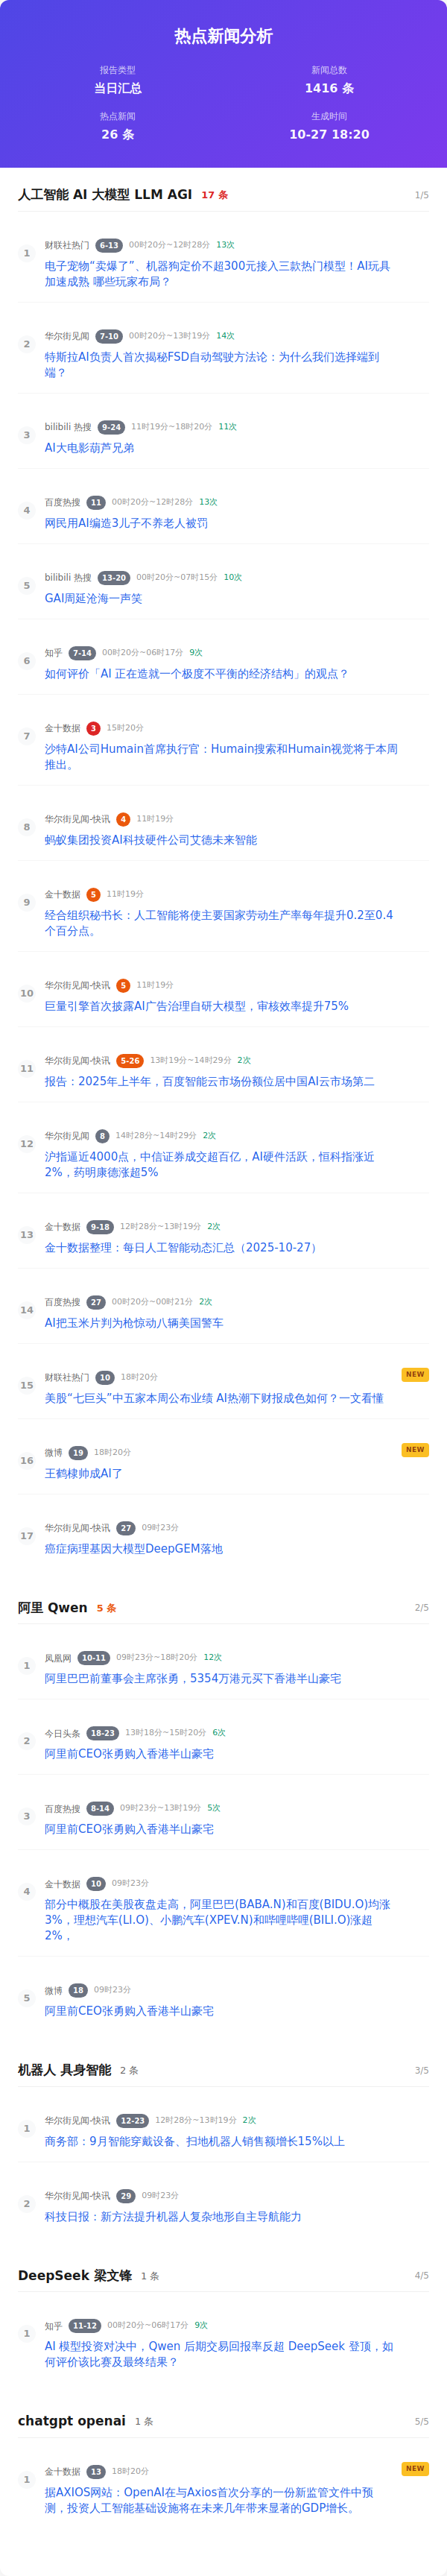 热点新闻分析
报告类型 新闻总数
当日汇总 1416 条
热点新闻 生成时间
26 条 10-27 18:20
人工智能 AI 大模型 LLM AGI 17 条 1/5
1 财联社热门 6-13 00时20分~12时28分 13次
电子宠物“卖爆了”、机器狗定价不超300元接入三款热门模型！AI玩具
加速成熟 哪些玩家布局？
2 华尔街见闻 7-10 00时20分~13时19分 14次
特斯拉AI负责人首次揭秘FSD自动驾驶方法论：为什么我们选择端到
端？
3 bilibili 热搜 9-24 11时19分~18时20分 11次
AI大电影葫芦兄弟
4 百度热搜 11 00时20分~12时28分 13次
网民用AI编造3儿子不养老人被罚
5 bilibili 热搜 13-20 00时20分~07时15分 10次
GAI周延沧海一声笑
6 知乎 7-14 00时20分~06时17分 9次
如何评价「AI 正在造就一个极度不平衡的经济结构」的观点？
7 金十数据 3 15时20分
沙特AI公司Humain首席执行官：Humain搜索和Humain视觉将于本周
推出。
8 华尔街见闻-快讯 4 11时19分
蚂蚁集团投资AI科技硬件公司艾德未来智能
9 金十数据 5 11时19分
经合组织秘书长：人工智能将使主要国家劳动生产率每年提升0.2至0.4
个百分点。
10 华尔街见闻-快讯 5 11时19分
巨量引擎首次披露AI广告治理自研大模型，审核效率提升75%
11 华尔街见闻-快讯 5-26 13时19分~14时29分 2次
报告：2025年上半年，百度智能云市场份额位居中国AI云市场第二
12 华尔街见闻 8 14时28分~14时29分 2次
沪指逼近4000点，中信证券成交超百亿，AI硬件活跃，恒科指涨近
2%，药明康德涨超5%
13 金十数据 9-18 12时28分~13时19分 2次
金十数据整理：每日人工智能动态汇总（2025-10-27）
14 百度热搜 27 00时20分~00时21分 2次
AI把玉米片判为枪惊动八辆美国警车
15 财联社热门 10 18时20分 NEW
美股“七巨头”中五家本周公布业绩 AI热潮下财报成色如何？一文看懂
16 微博 19 18时20分 NEW
王鹤棣帅成AI了
17 华尔街见闻-快讯 27 09时23分
癌症病理基因大模型DeepGEM落地
阿里 Qwen 5 条 2/5
1 凤凰网 10-11 09时23分~18时20分 12次
阿里巴巴前董事会主席张勇，5354万港元买下香港半山豪宅
2 今日头条 18-23 13时18分~15时20分 6次
阿里前CEO张勇购入香港半山豪宅
3 百度热搜 8-14 09时23分~13时19分 5次
阿里前CEO张勇购入香港半山豪宅
4 金十数据 10 09时23分
部分中概股在美股夜盘走高，阿里巴巴(BABA.N)和百度(BIDU.O)均涨
3%，理想汽车(LI.O)、小鹏汽车(XPEV.N)和哔哩哔哩(BILI.O)涨超
2%，
5 微博 18 09时23分
阿里前CEO张勇购入香港半山豪宅
机器人 具身智能 2 条 3/5
1 华尔街见闻-快讯 12-23 12时28分~13时19分 2次
商务部：9月智能穿戴设备、扫地机器人销售额增长15%以上
2 华尔街见闻-快讯 29 09时23分
科技日报：新方法提升机器人复杂地形自主导航能力
DeepSeek 梁文锋 1 条 4/5
1 知乎 11-12 00时20分~06时17分 9次
AI 模型投资对决中，Qwen 后期交易回报率反超 DeepSeek 登顶，如
何评价该比赛及最终结果？
chatgpt openai 1 条 5/5
1 金十数据 13 18时20分 NEW
据AXIOS网站：OpenAI在与Axios首次分享的一份新监管文件中预
测，投资人工智能基础设施将在未来几年带来显著的GDP增长。